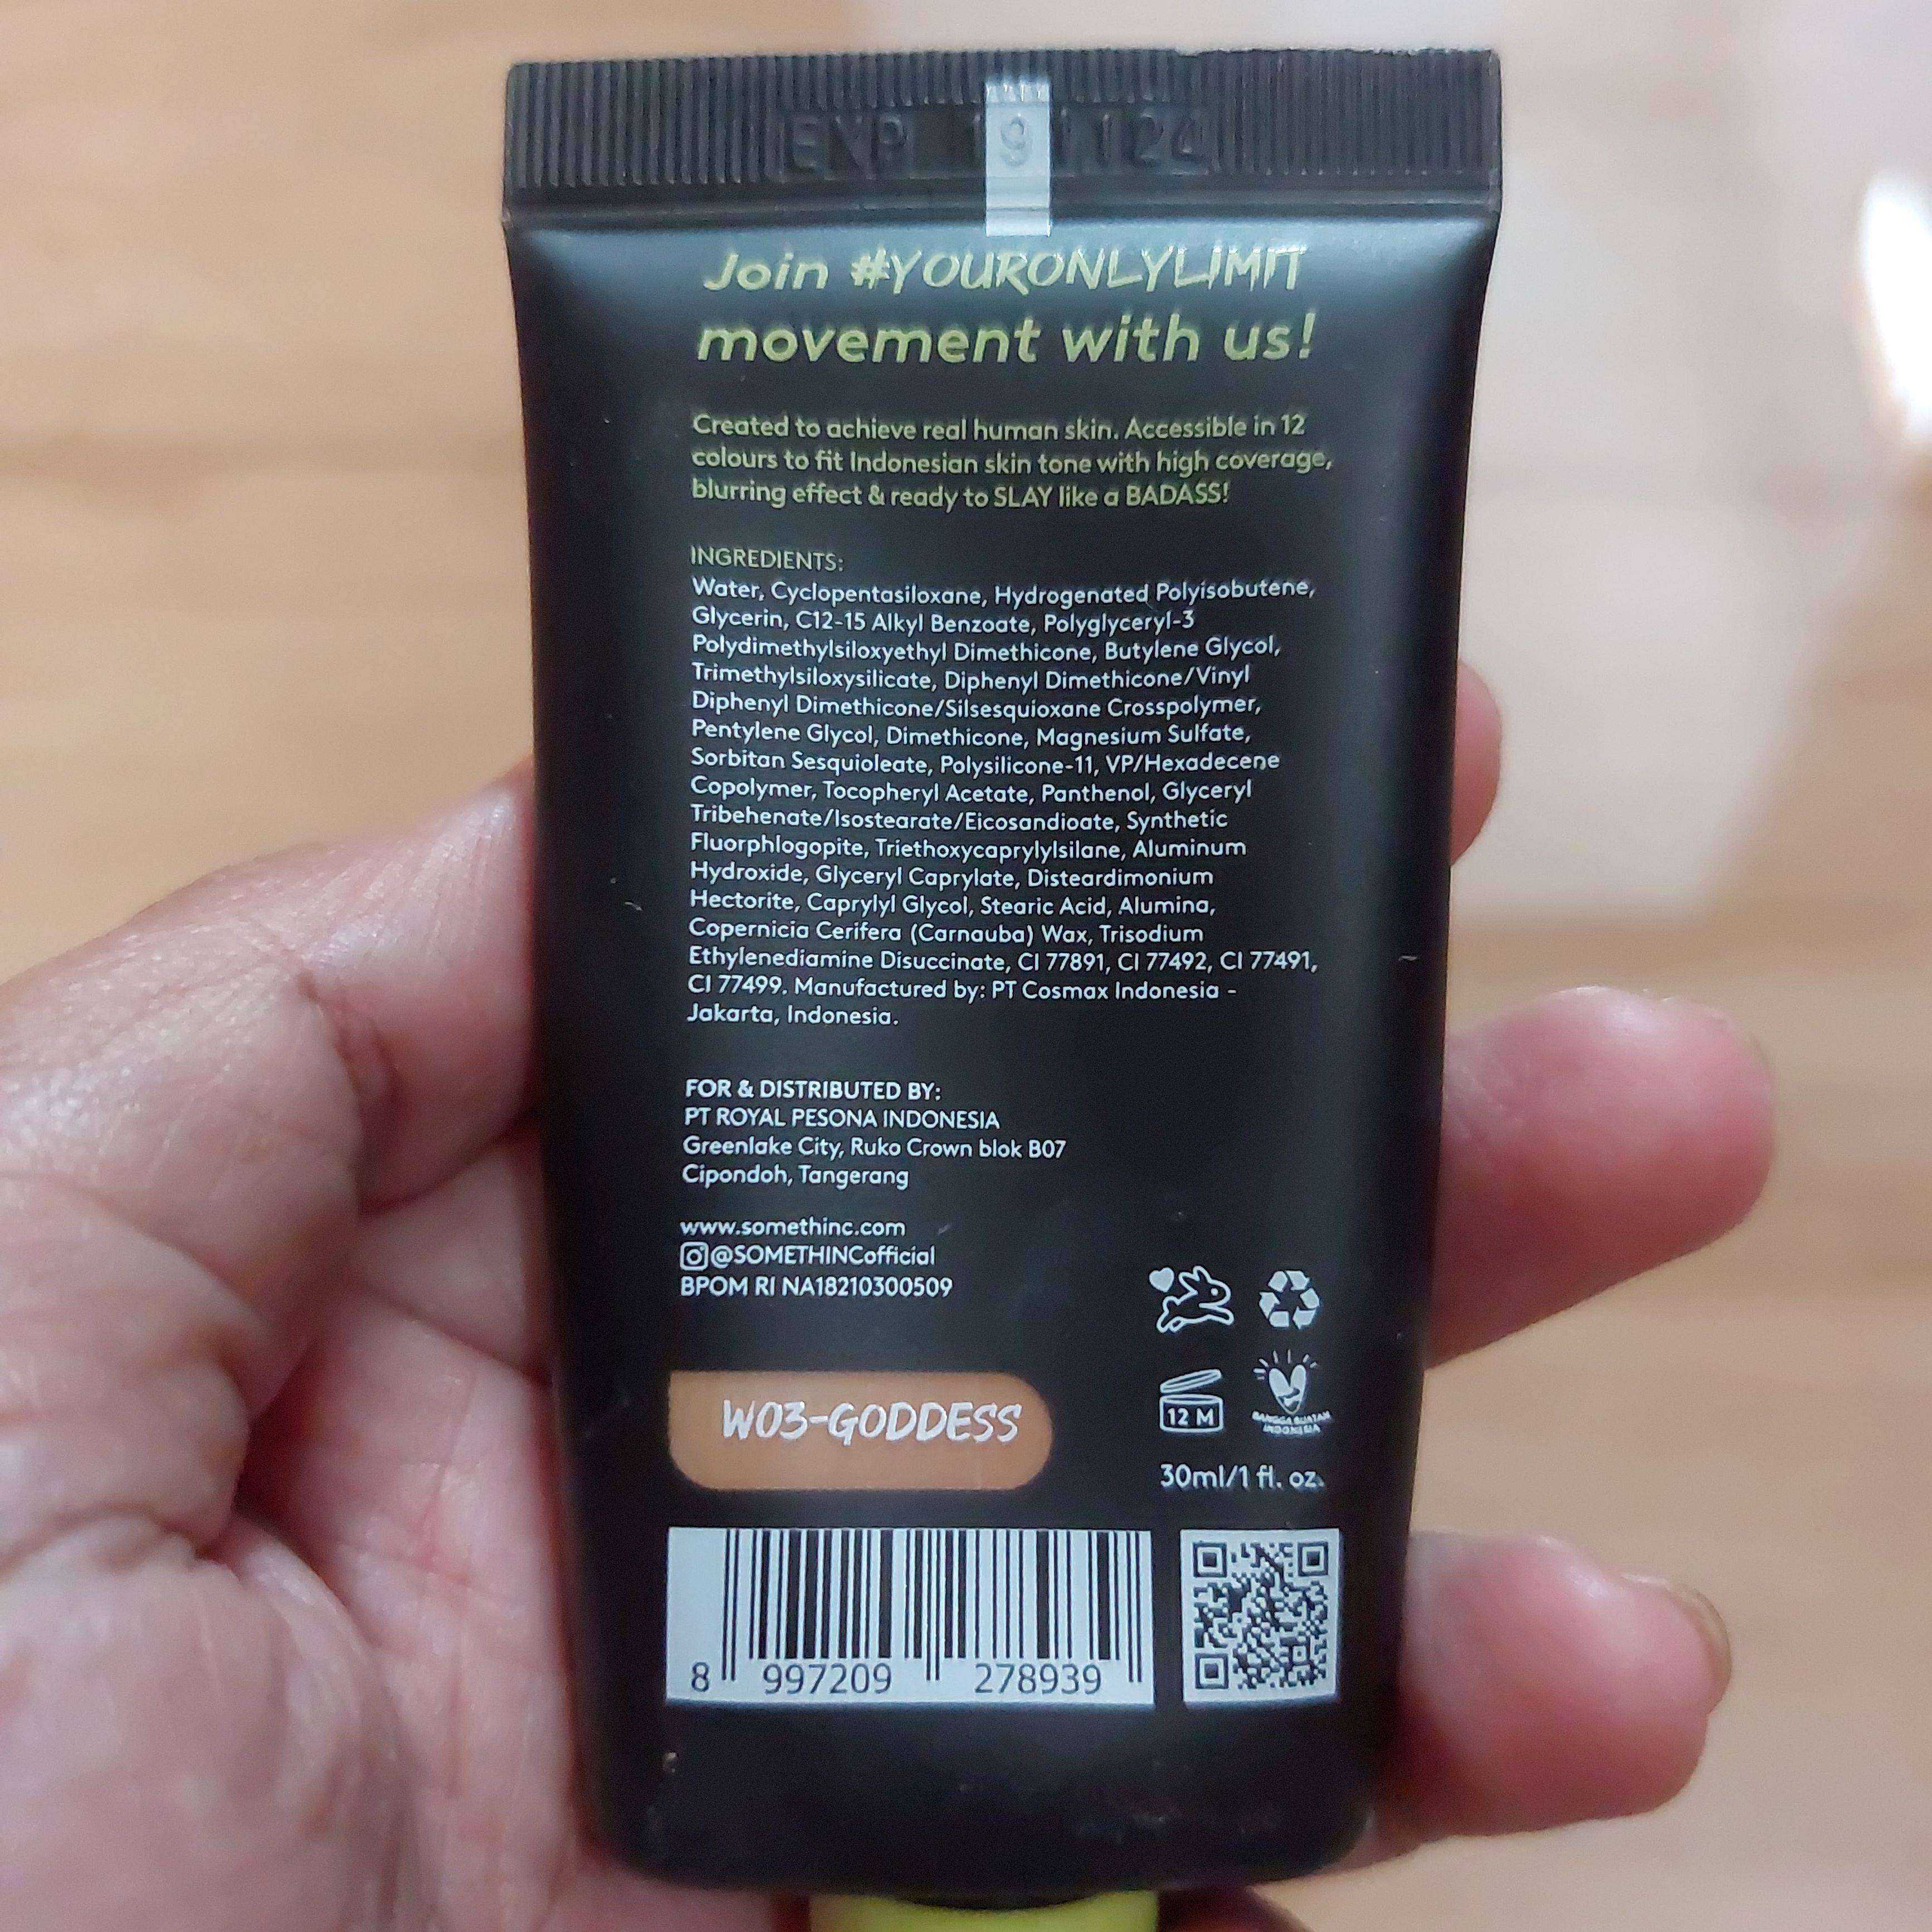 EXP 191124
Join #YOURONLYLIMIT
movement with us!
Created to achieve real human skin. Accessible in 12
colours to fit Indonesian skin tone with high coverage,
blurring effect & ready to SLAY like a BADASS!
INGREDIENTS:
Water, Cyclopentasiloxane, Hydrogenated Polyisobutene,
Glycerin, C12-15 Alkyl Benzoate, Polyglyceryl-3
Polydimethylsiloxyethyl Dimethicone, Butylene Glycol,
Trimethylsiloxysilicate, Diphenyl Dimethicone/Vinyl
Diphenyl Dimethicone/Silsesquioxane Crosspolymer,
Pentylene Glycol, Dimethicone, Magnesium Sulfate,
Sorbitan Sesquioleate, Polysilicone-11, VP/Hexadecene
Copolymer, Tocopheryl Acetate, Panthenol, Glyceryl
Tribehenate/Isostearate/Eicosandioate, Synthetic
Fluorphlogopite, Triethoxycaprylylsilane, Aluminum
Hydroxide, Glyceryl Caprylate, Disteardimonium
Hectorite, Caprylyl Glycol, Stearic Acid, Alumina,
Copernicia Cerifera (Carnauba) Wax, Trisodium
Ethylenediamine Disuccinate, CI 77891, CI 77492, CI 77491,
CI 77499. Manufactured by: PT Cosmax Indonesia -
Jakarta, Indonesia.
FOR & DISTRIBUTED BY:
PT ROYAL PESONA INDONESIA
Greenlake City, Ruko Crown blok B07
Cipondoh, Tangerang
www.somethinc.com
@SOMETHINCofficial
BPOM RI NA18210300509
12 M
BANGGA BUATAN
INDONESIA
W03-GODDESS
30ml/1 fl. oz.
8 997209 278939